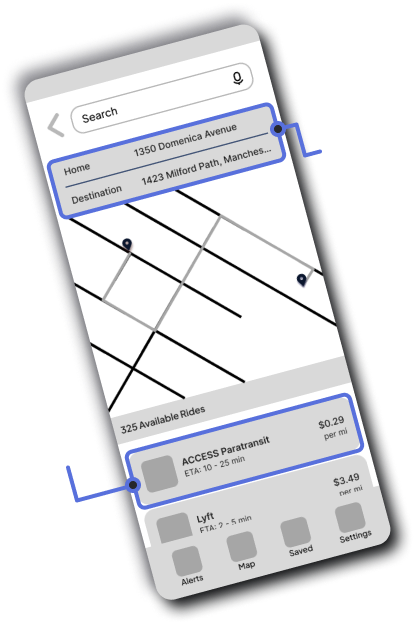 Search
Home 1350 Domenica Avenue
Destination 1423 Milford Path, Manches...
325 Available Rides
ACCESS Paratransit $0.29
ETA: 10 - 25 min per mi
Lyft $3.49
ETA: 2 - 5 min per mi
Alerts Map Saved Settings